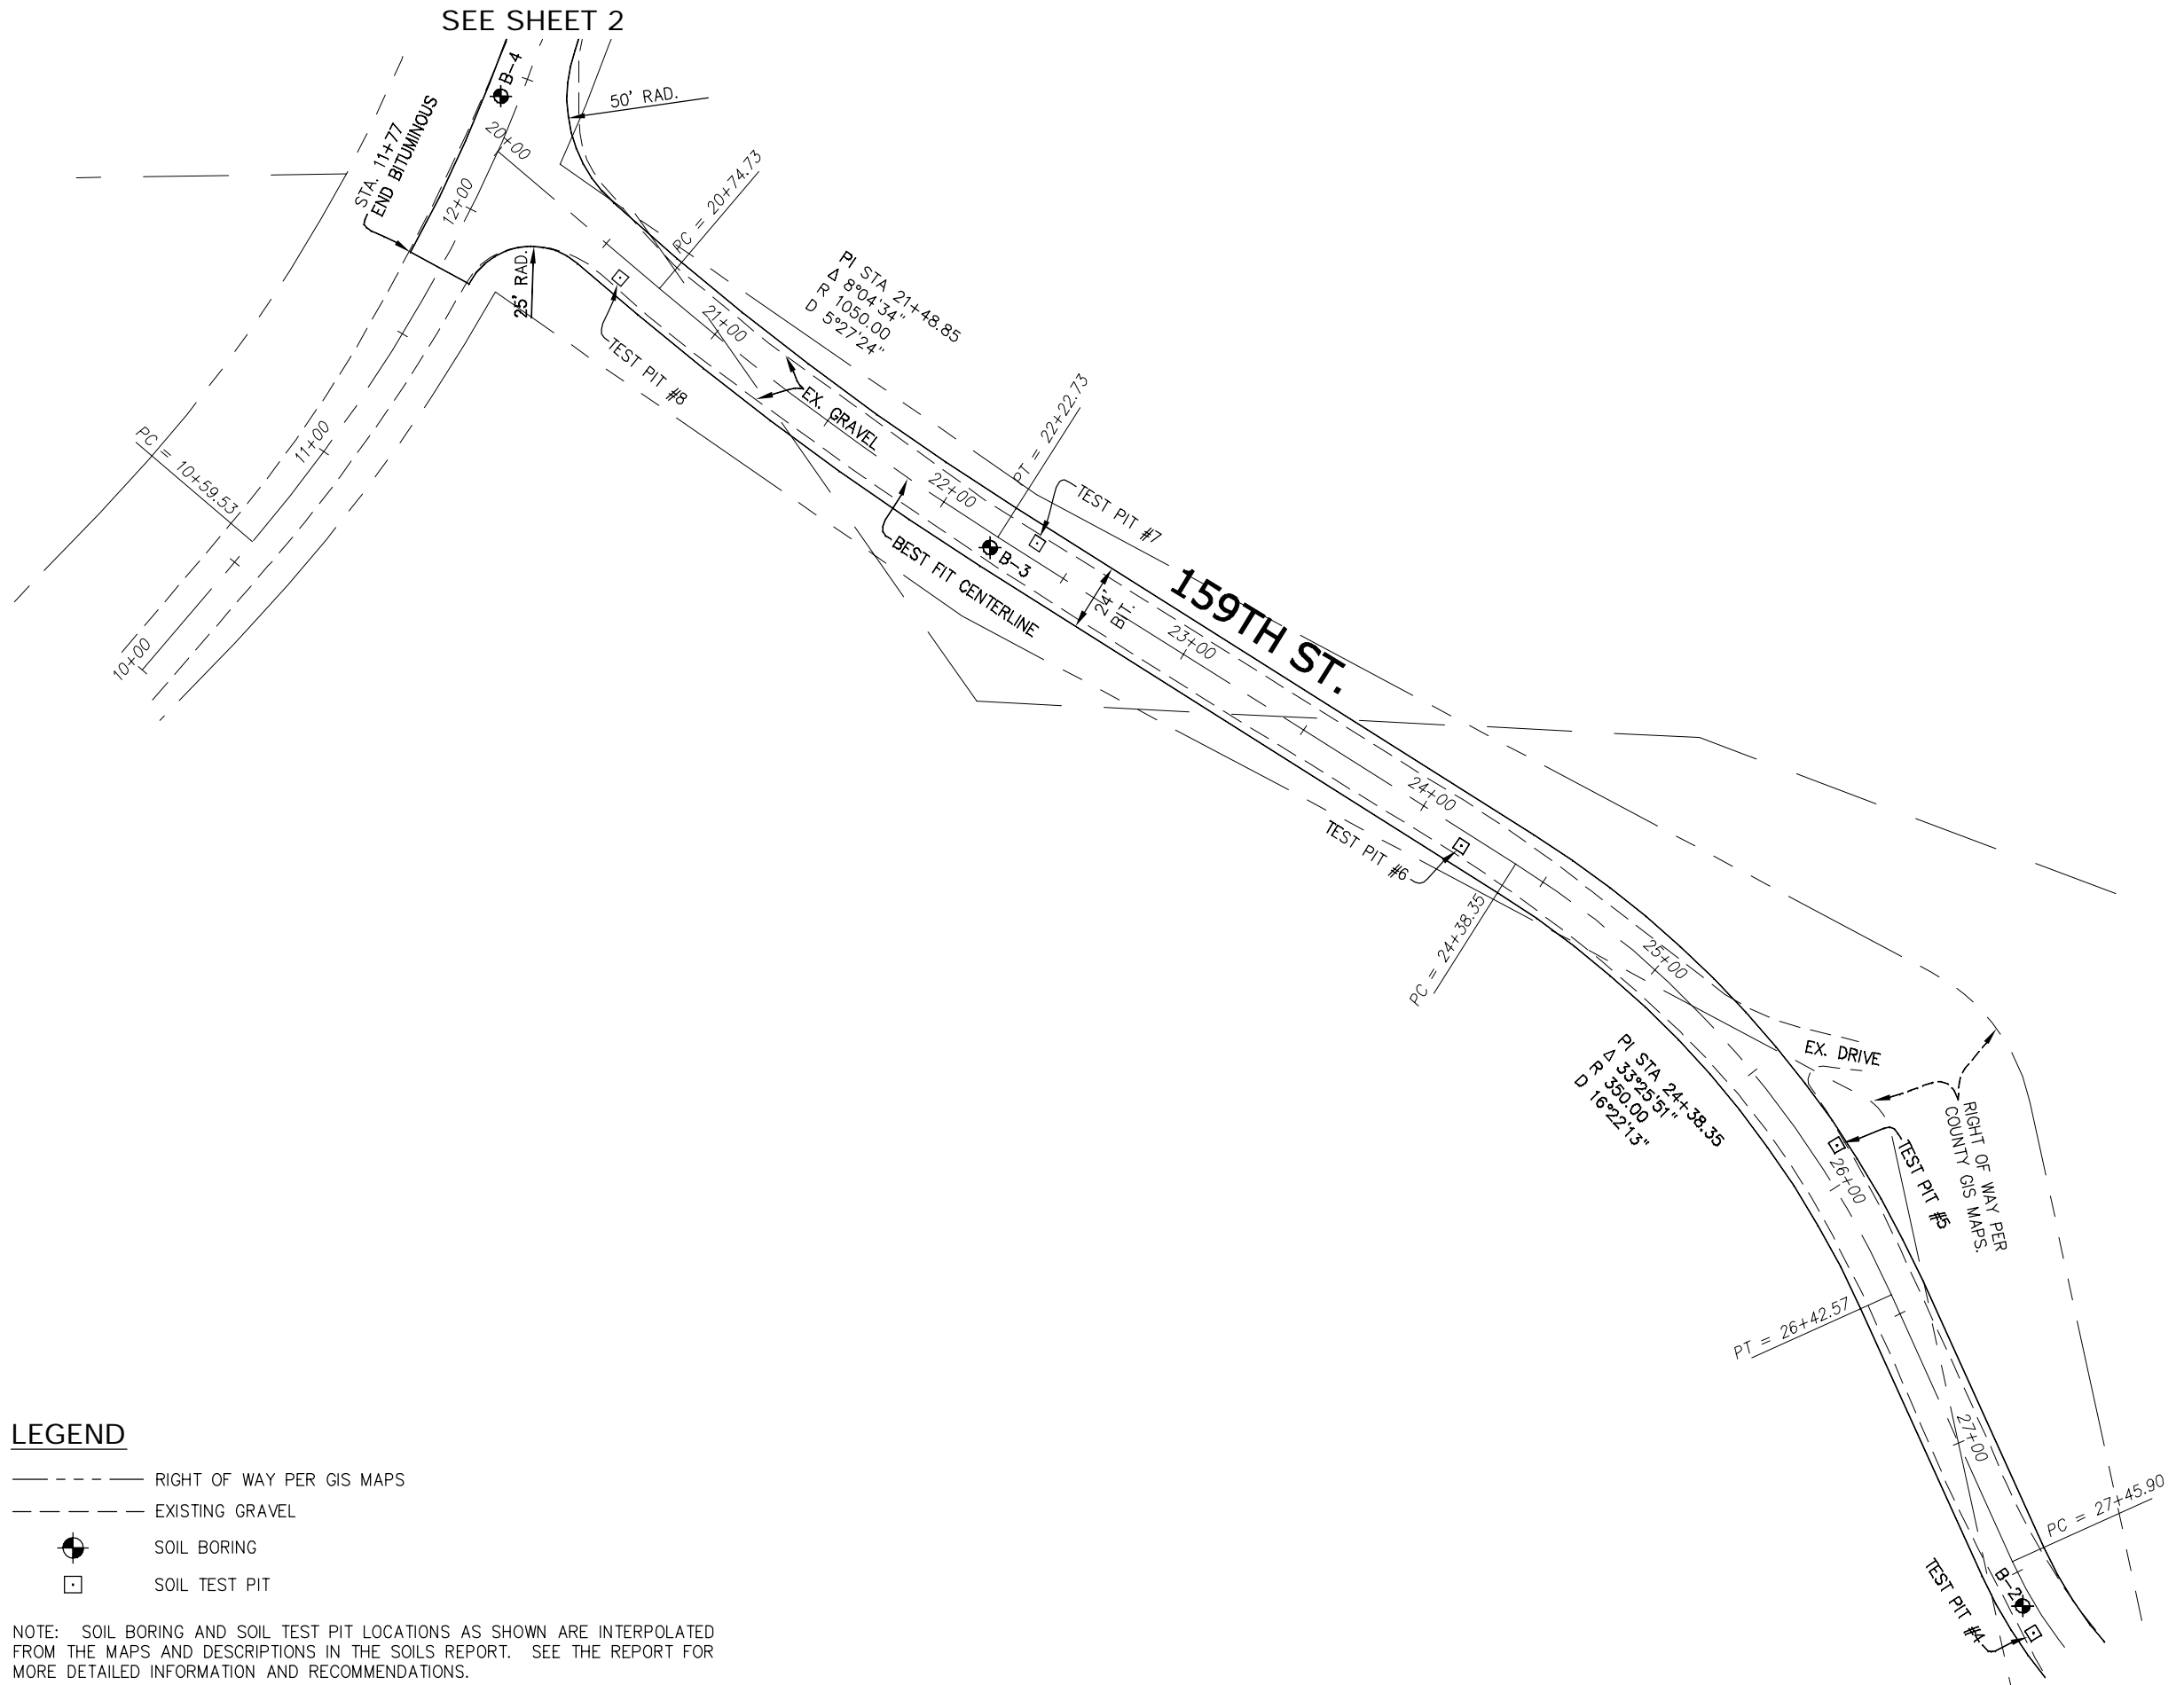 SEE SHEET 2
B-4
50' RAD.
STA. 11+77
END BITUMINOUS
20+00
12+00
PC = 20+74.73
25' RAD.
PI STA 21+48.85
Δ 8°04'34"
R 1050.00
D 5°27'24"
21+00
TEST PIT #8
EX. GRAVEL
PC = 10+59.53
11+00
10+00
PT = 22+22.73
22+00
TEST PIT #7
B-3
BEST FIT CENTERLINE
24'
BIT.
159TH ST.
23+00
24+00
TEST PIT #6
PC = 24+38.35
25+00
PI STA 24+38.35
Δ 33°25'51"
R 350.00
D 16°22'13"
EX. DRIVE
RIGHT OF WAY PER
COUNTY GIS MAPS.
TEST PIT #5
26+00
PT = 26+42.57
27+00
PC = 27+45.90
B-2
TEST PIT #4
LEGEND
RIGHT OF WAY PER GIS MAPS
EXISTING GRAVEL
SOIL BORING
SOIL TEST PIT
NOTE: SOIL BORING AND SOIL TEST PIT LOCATIONS AS SHOWN ARE INTERPOLATED
FROM THE MAPS AND DESCRIPTIONS IN THE SOILS REPORT. SEE THE REPORT FOR
MORE DETAILED INFORMATION AND RECOMMENDATIONS.